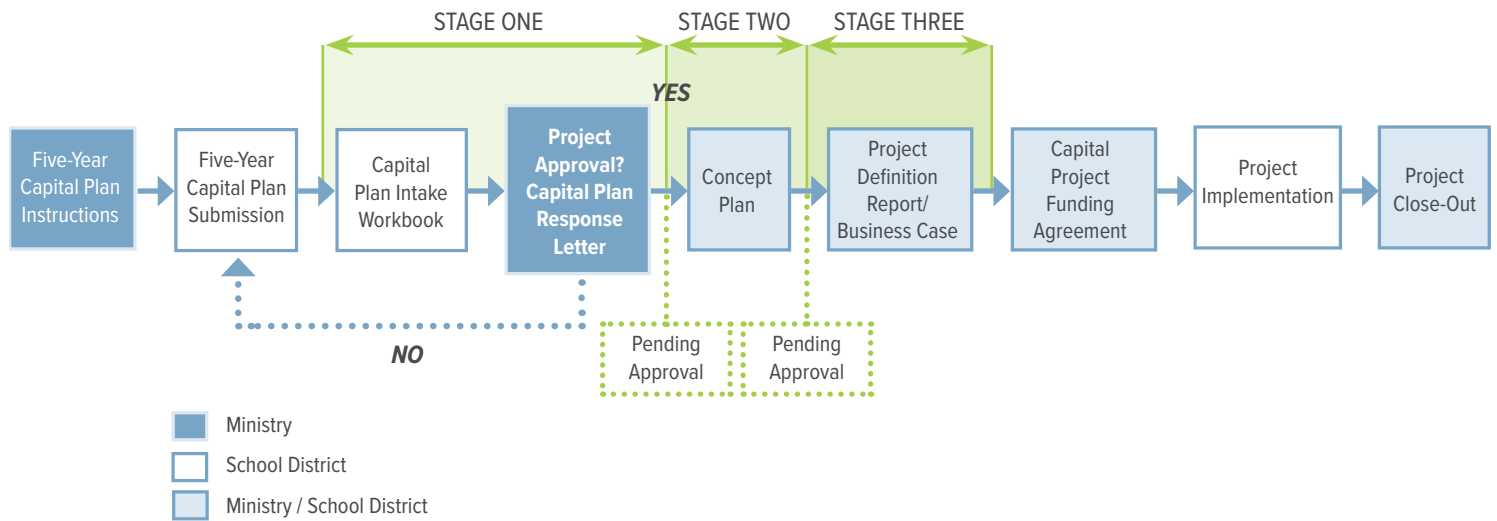 STAGE ONE
STAGE TWO
STAGE THREE
YES
Five-Year
Capital Plan
Instructions
Five-Year
Capital Plan
Submission
Capital
Plan Intake
Workbook
Project
Approval?
Capital Plan
Response
Letter
Concept
Plan
Project
Definition
Report/
Business Case
Capital
Project
Funding
Agreement
Project
Implementation
Project
Close-Out
NO
Pending
Approval
Pending
Approval
Ministry
School District
Ministry / School District